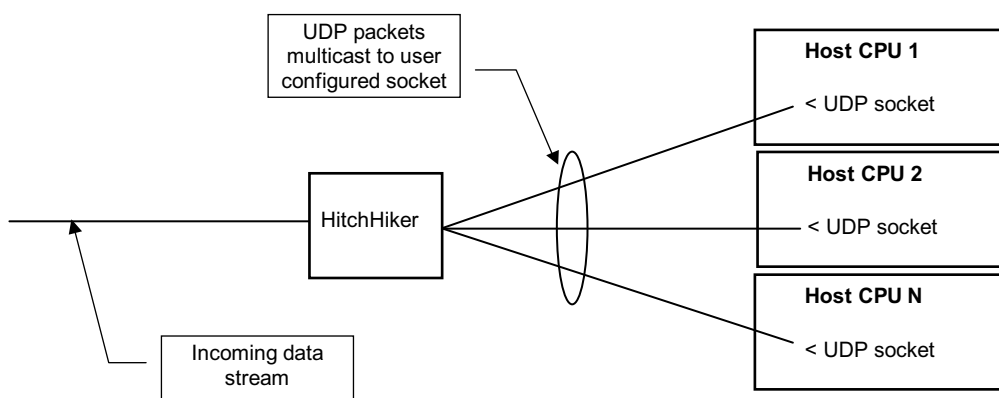 UDP packets
multicast to user
configured socket
Host CPU 1
< UDP socket
HitchHiker
Host CPU 2
< UDP socket
Host CPU N
< UDP socket
Incoming data
stream